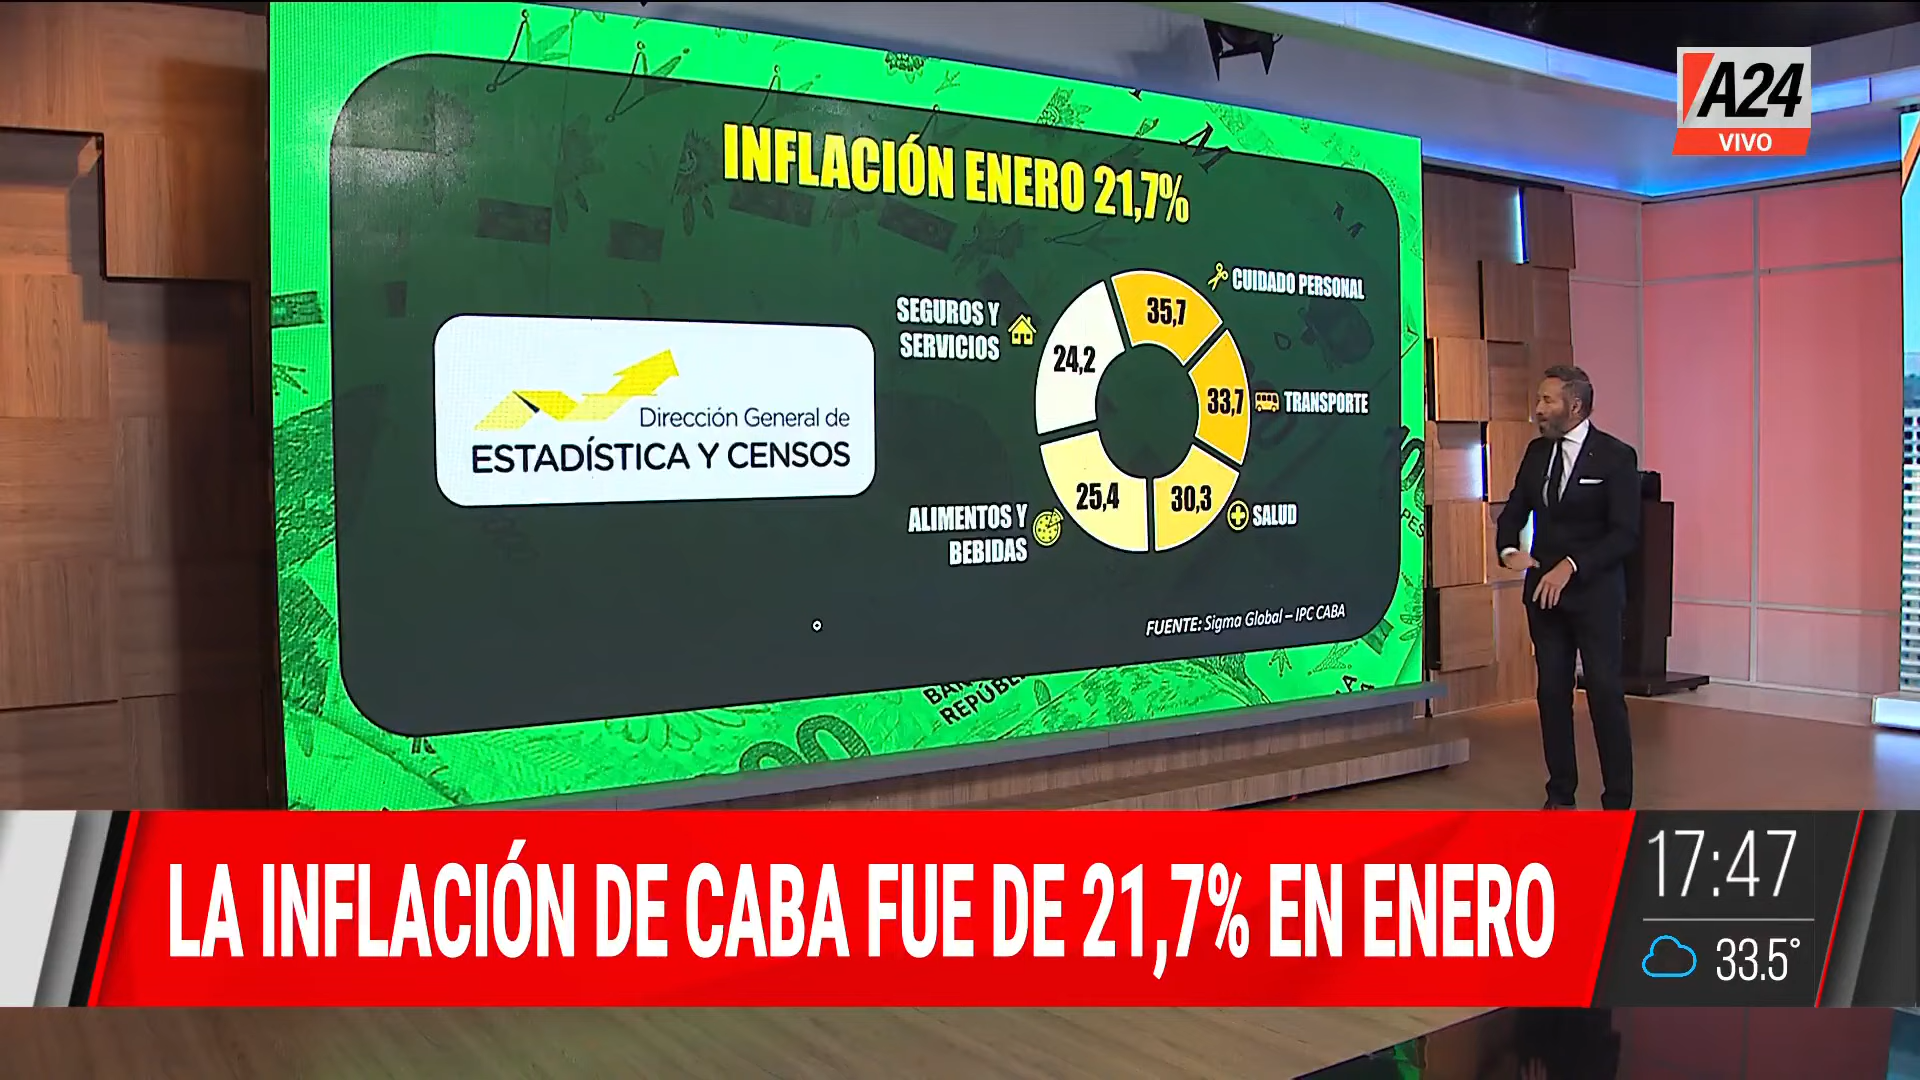 A24
VIVO
INFLACIÓN ENERO 21,7%
Dirección General de
ESTADÍSTICA Y CENSOS
CUIDADO PERSONAL
35,7
SEGUROS Y
SERVICIOS
24,2
33,7
TRANSPORTE
ALIMENTOS Y
BEBIDAS
25,4
30,3
SALUD
FUENTE: Sigma Global – IPC CABA
LA INFLACIÓN DE CABA FUE DE 21,7% EN ENERO
17:47
33.5°